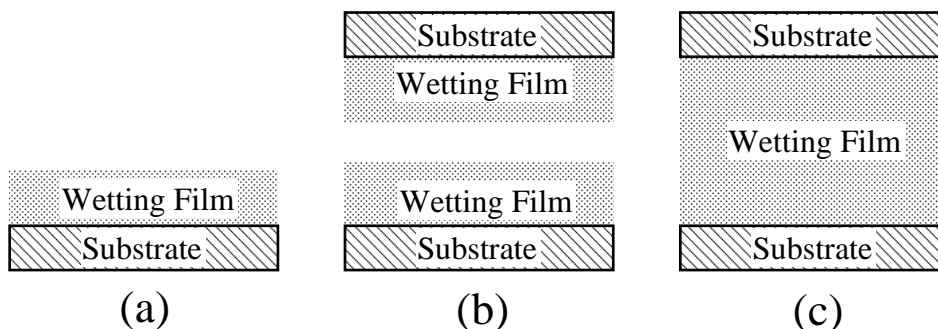 Wetting Film
Substrate
(a)
Substrate
Wetting Film
Wetting Film
Substrate
(b)
Substrate
Wetting Film
Substrate
(c)